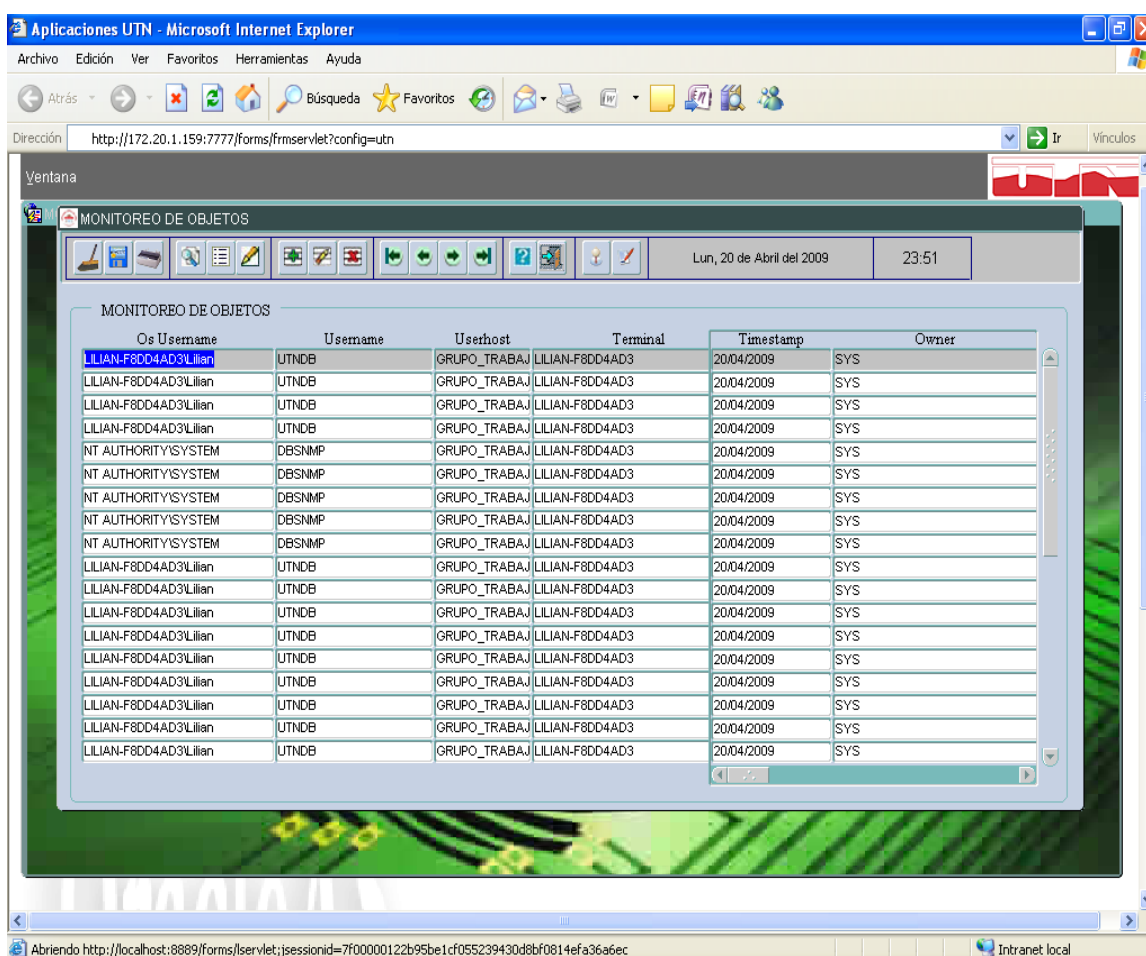 Aplicaciones UTN - Microsoft Internet Explorer
Archivo Edición Ver Favoritos Herramientas Ayuda
Atrás Búsqueda Favoritos
Dirección http://172.20.1.159:7777/forms/frmservlet?config=utn Ir Vínculos
Ventana
MONITOREO DE OBJETOS
Lun, 20 de Abril del 2009 23:51
MONITOREO DE OBJETOS
Os Username Username Userhost Terminal Timestamp Owner
LILIAN-F8DD4AD3\Lilian UTNDB GRUPO_TRABAJ LILIAN-F8DD4AD3 20/04/2009 SYS
LILIAN-F8DD4AD3\Lilian UTNDB GRUPO_TRABAJ LILIAN-F8DD4AD3 20/04/2009 SYS
LILIAN-F8DD4AD3\Lilian UTNDB GRUPO_TRABAJ LILIAN-F8DD4AD3 20/04/2009 SYS
LILIAN-F8DD4AD3\Lilian UTNDB GRUPO_TRABAJ LILIAN-F8DD4AD3 20/04/2009 SYS
NT AUTHORITY\SYSTEM DBSNMP GRUPO_TRABAJ LILIAN-F8DD4AD3 20/04/2009 SYS
NT AUTHORITY\SYSTEM DBSNMP GRUPO_TRABAJ LILIAN-F8DD4AD3 20/04/2009 SYS
NT AUTHORITY\SYSTEM DBSNMP GRUPO_TRABAJ LILIAN-F8DD4AD3 20/04/2009 SYS
NT AUTHORITY\SYSTEM DBSNMP GRUPO_TRABAJ LILIAN-F8DD4AD3 20/04/2009 SYS
NT AUTHORITY\SYSTEM DBSNMP GRUPO_TRABAJ LILIAN-F8DD4AD3 20/04/2009 SYS
LILIAN-F8DD4AD3\Lilian UTNDB GRUPO_TRABAJ LILIAN-F8DD4AD3 20/04/2009 SYS
LILIAN-F8DD4AD3\Lilian UTNDB GRUPO_TRABAJ LILIAN-F8DD4AD3 20/04/2009 SYS
LILIAN-F8DD4AD3\Lilian UTNDB GRUPO_TRABAJ LILIAN-F8DD4AD3 20/04/2009 SYS
LILIAN-F8DD4AD3\Lilian UTNDB GRUPO_TRABAJ LILIAN-F8DD4AD3 20/04/2009 SYS
LILIAN-F8DD4AD3\Lilian UTNDB GRUPO_TRABAJ LILIAN-F8DD4AD3 20/04/2009 SYS
LILIAN-F8DD4AD3\Lilian UTNDB GRUPO_TRABAJ LILIAN-F8DD4AD3 20/04/2009 SYS
LILIAN-F8DD4AD3\Lilian UTNDB GRUPO_TRABAJ LILIAN-F8DD4AD3 20/04/2009 SYS
LILIAN-F8DD4AD3\Lilian UTNDB GRUPO_TRABAJ LILIAN-F8DD4AD3 20/04/2009 SYS
LILIAN-F8DD4AD3\Lilian UTNDB GRUPO_TRABAJ LILIAN-F8DD4AD3 20/04/2009 SYS
Abriendo http://localhost:8889/forms/lservlet;jsessionid=7f00000122b95be1cf055239430d8bf0814efa36a6ec Intranet local